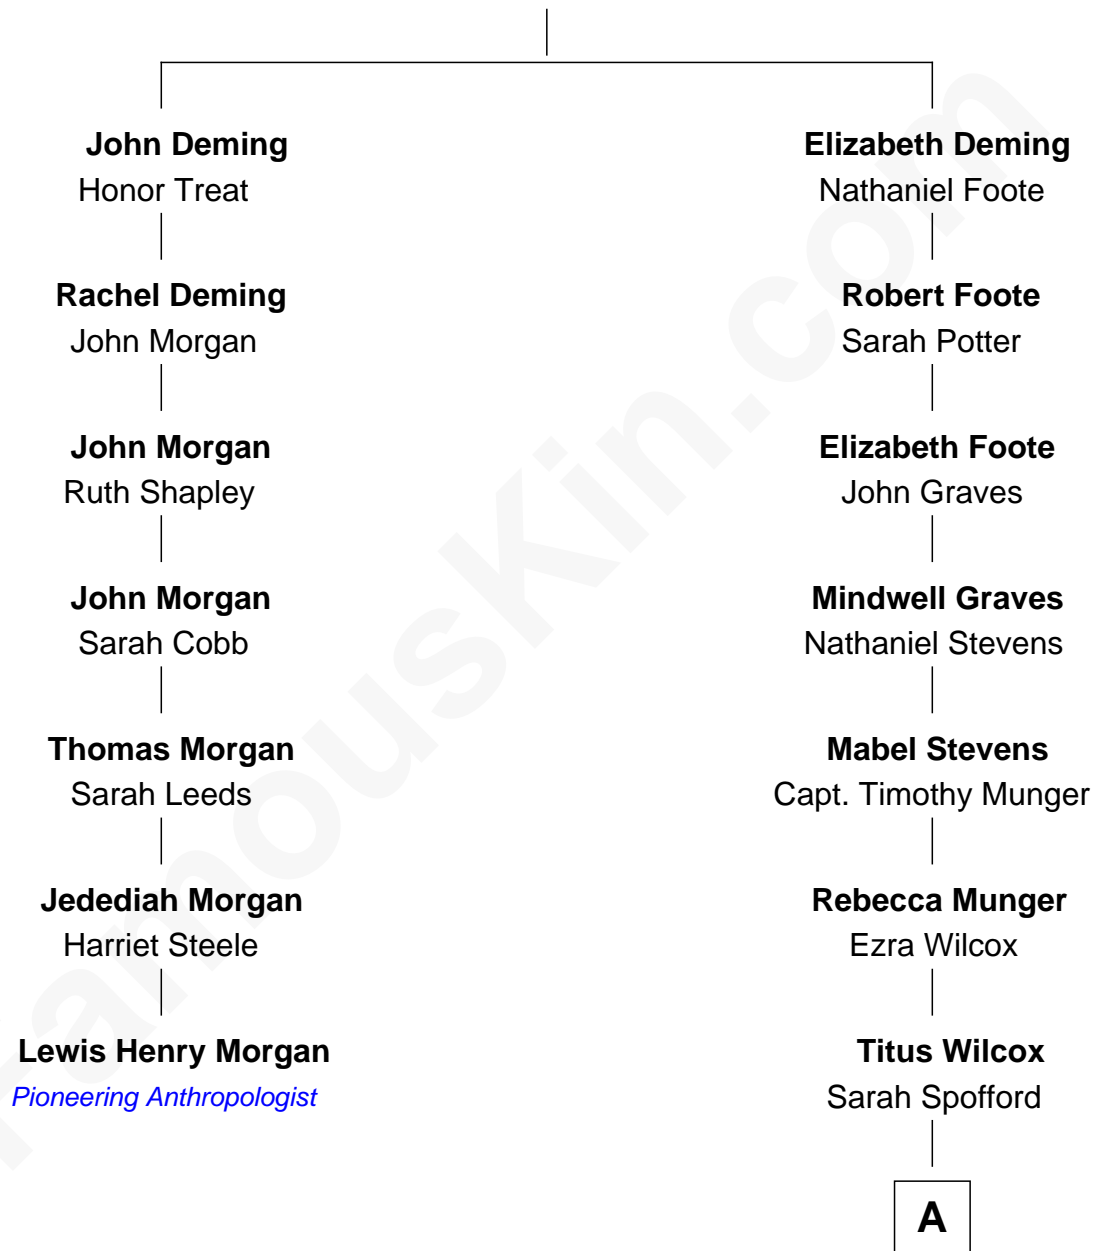 John Deming
Honor Treat
Rachel Deming
John Morgan
John Morgan
Ruth Shapley
John Morgan
Sarah Cobb
Thomas Morgan
Sarah Leeds
Jedediah Morgan
Harriet Steele
Lewis Henry Morgan
Pioneering Anthropologist
Elizabeth Deming
Nathaniel Foote
Robert Foote
Sarah Potter
Elizabeth Foote
John Graves
Mindwell Graves
Nathaniel Stevens
Mabel Stevens
Capt. Timothy Munger
Rebecca Munger
Ezra Wilcox
Titus Wilcox
Sarah Spofford
A
FamousKin.com